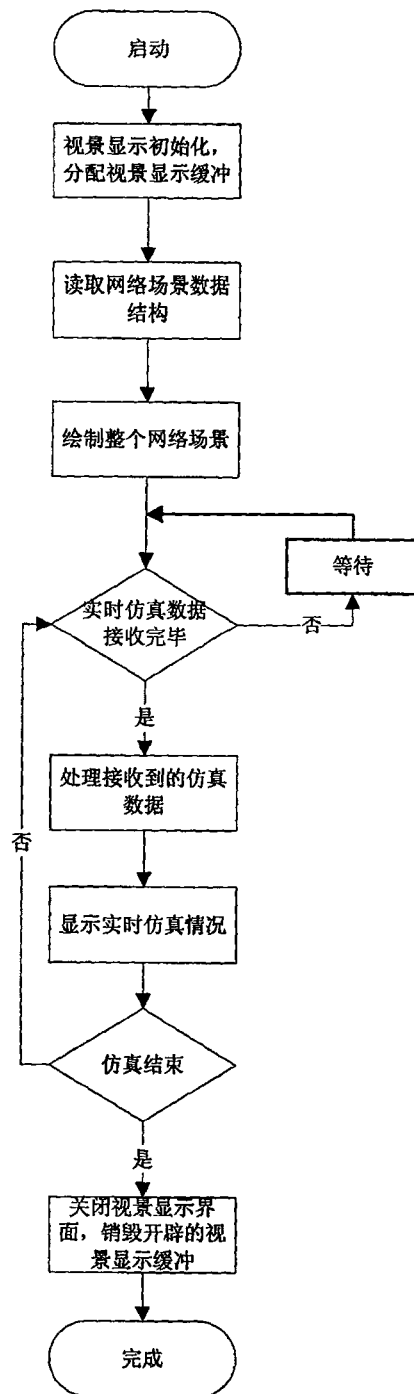 启动
视景显示初始化，
分配视景显示缓冲
读取网络场景数据
结构
绘制整个网络场景
等待
实时仿真数据
接收完毕
否
是
处理接收到的仿真
数据
否
显示实时仿真情况
仿真结束
是
关闭视景显示界
面，销毁开辟的视
景显示缓冲
完成